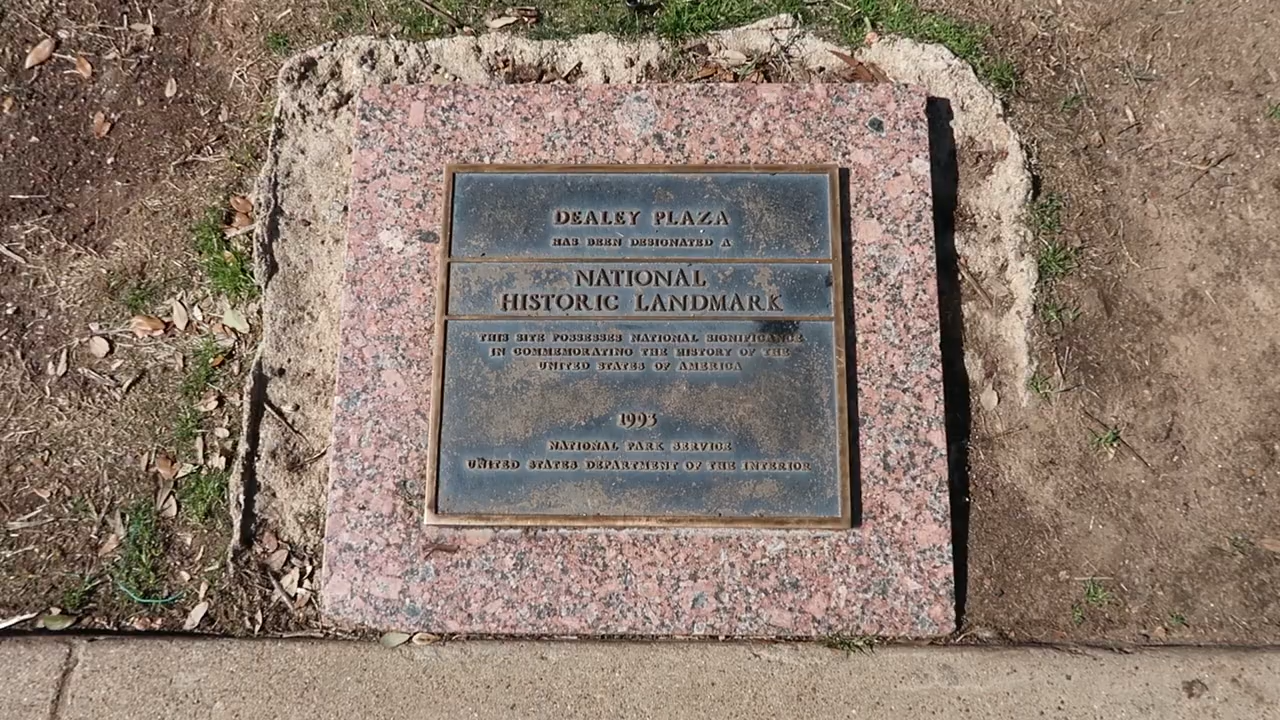 DEALEY PLAZA
HAS BEEN DESIGNATED A
NATIONAL
HISTORIC LANDMARK
THIS SITE POSSESSES NATIONAL SIGNIFICANCE
IN COMMEMORATING THE HISTORY OF THE
UNITED STATES OF AMERICA
1993
NATIONAL PARK SERVICE
UNITED STATES DEPARTMENT OF THE INTERIOR